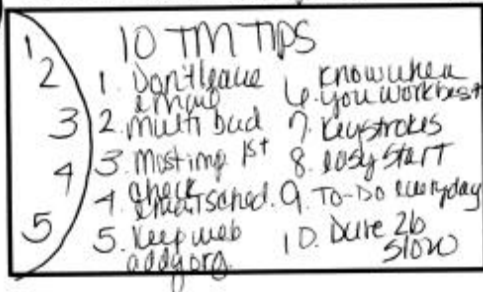 1
2
3
4
5
10 TM TIPS
1. Don't leave
email
2. multi bad
3. Most imp 1st
4. check
email sched.
5. Keep web
addy org.
6. know when
you work best
7. Keystrokes
8. easy start
9. To-Do everyday
10. Dare 2b
slow